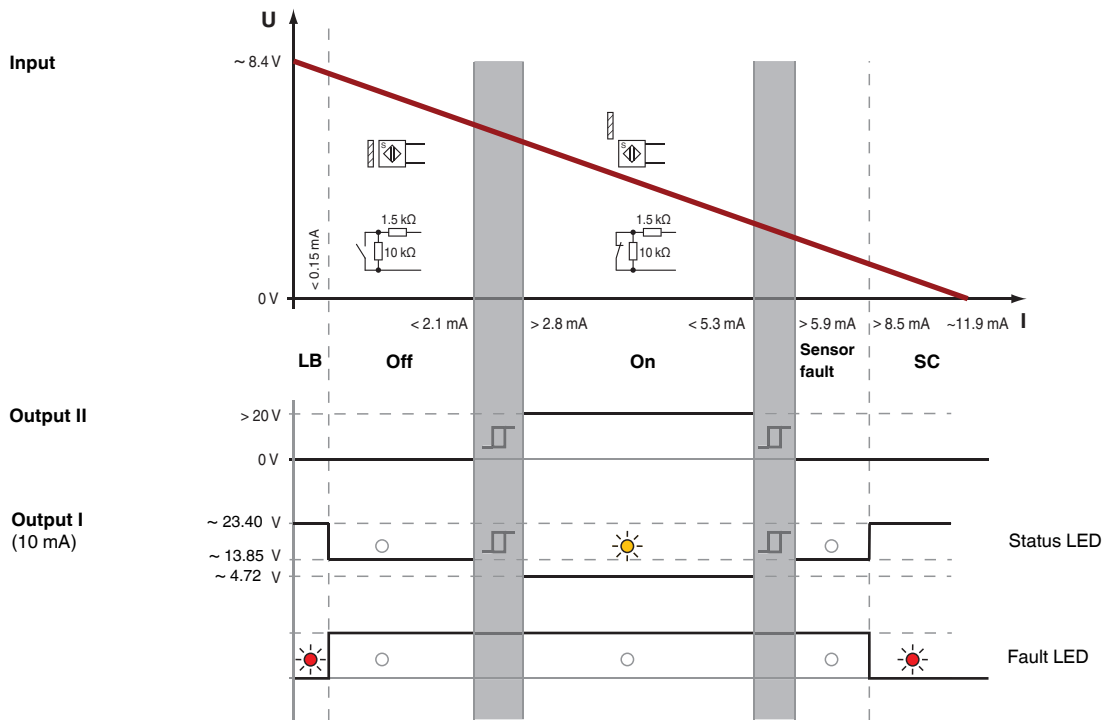 U
Input
~ 8.4 V
S
S
1.5 kΩ
10 kΩ
1.5 kΩ
10 kΩ
< 0.15 mA
0 V
< 2.1 mA
> 2.8 mA
< 5.3 mA
> 5.9 mA
> 8.5 mA
~11.9 mA
I
LB
Off
On
Sensor
fault
SC
Output II
> 20 V
0 V
Output I
(10 mA)
~ 23.40 V
~ 13.85 V
~ 4.72 V
Status LED
Fault LED